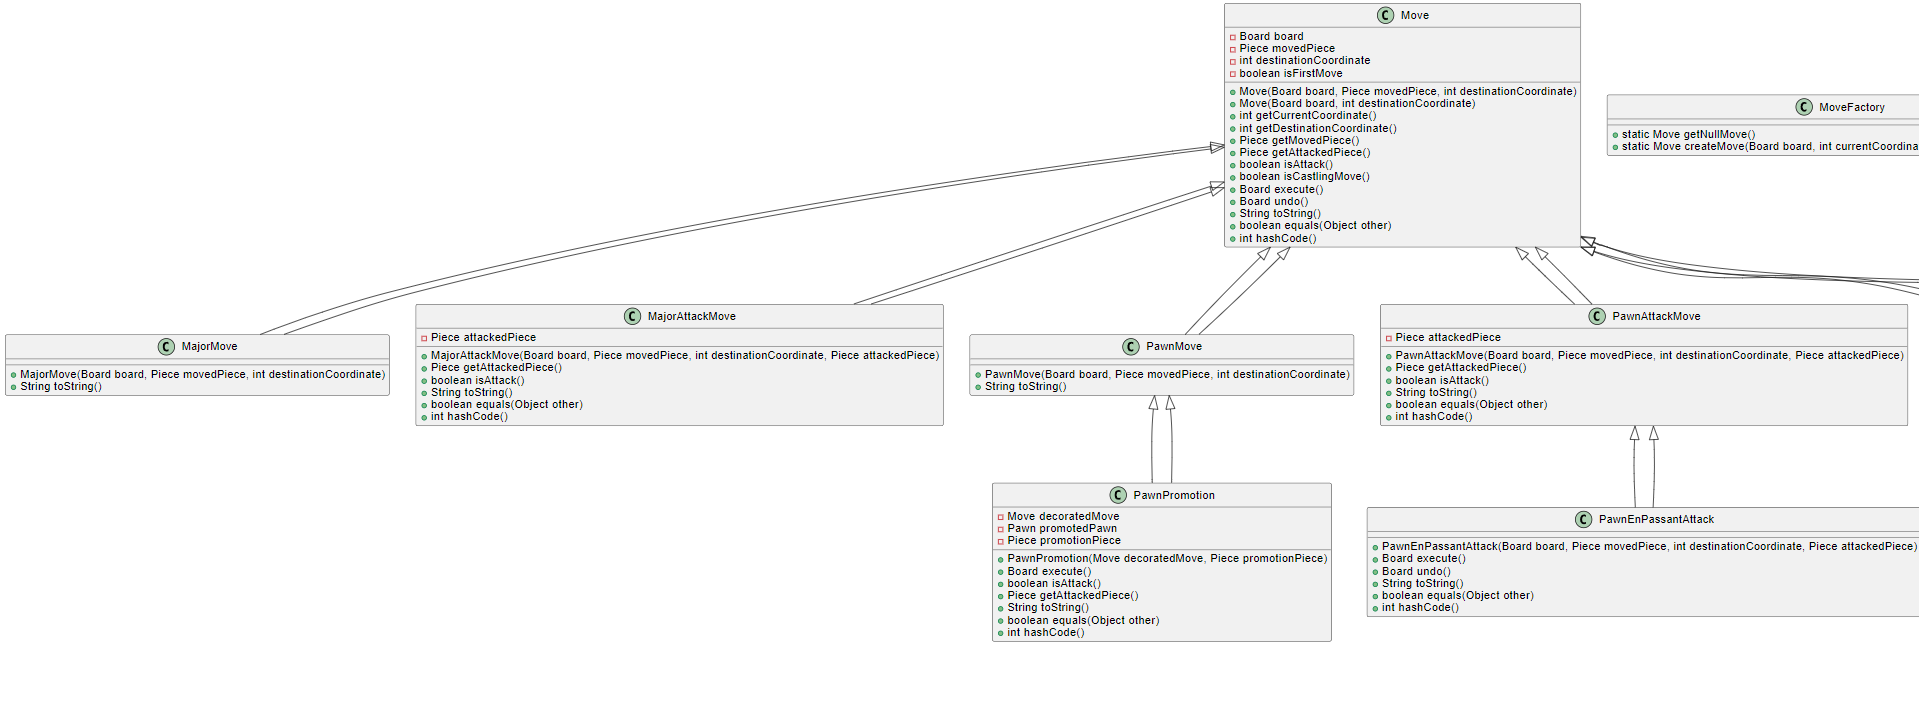 C Move
Board board
Piece movedPiece
int destinationCoordinate
boolean isFirstMove
Move(Board board, Piece movedPiece, int destinationCoordinate)
Move(Board board, int destinationCoordinate)
int getCurrentCoordinate()
int getDestinationCoordinate()
Piece getMovedPiece()
Piece getAttackedPiece()
boolean isAttack()
boolean isCastlingMove()
Board execute()
Board undo()
String toString()
boolean equals(Object other)
int hashCode()
C MoveFactory
static Move getNullMove()
static Move createMove(Board board, int currentCoordina
C MajorMove
MajorMove(Board board, Piece movedPiece, int destinationCoordinate)
String toString()
C MajorAttackMove
Piece attackedPiece
MajorAttackMove(Board board, Piece movedPiece, int destinationCoordinate, Piece attackedPiece)
Piece getAttackedPiece()
boolean isAttack()
String toString()
boolean equals(Object other)
int hashCode()
C PawnMove
PawnMove(Board board, Piece movedPiece, int destinationCoordinate)
String toString()
C PawnAttackMove
Piece attackedPiece
PawnAttackMove(Board board, Piece movedPiece, int destinationCoordinate, Piece attackedPiece)
Piece getAttackedPiece()
boolean isAttack()
String toString()
boolean equals(Object other)
int hashCode()
C PawnPromotion
Move decoratedMove
Pawn promotedPawn
Piece promotionPiece
PawnPromotion(Move decoratedMove, Piece promotionPiece)
Board execute()
boolean isAttack()
Piece getAttackedPiece()
String toString()
boolean equals(Object other)
int hashCode()
C PawnEnPassantAttack
PawnEnPassantAttack(Board board, Piece movedPiece, int destinationCoordinate, Piece attackedPiece)
Board execute()
Board undo()
String toString()
boolean equals(Object other)
int hashCode()